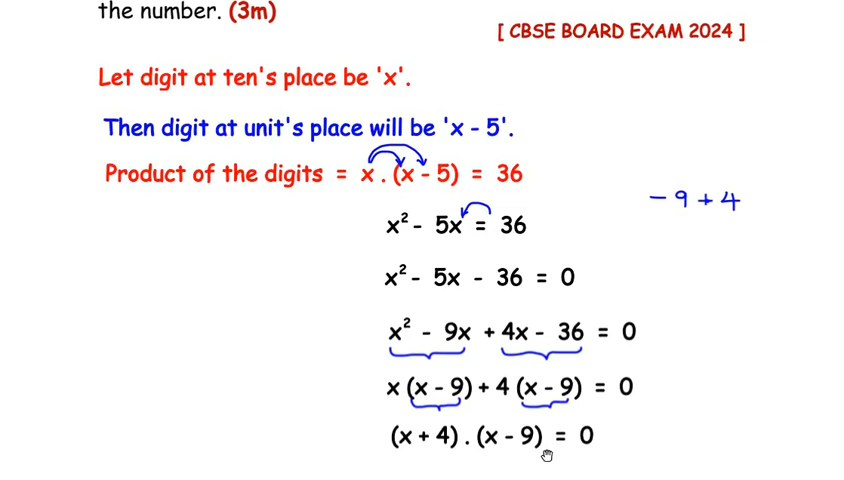 the number. (3m)
[ CBSE BOARD EXAM 2024 ]
Let digit at ten's place be 'x'.
Then digit at unit's place will be 'x - 5'.
Product of the digits = x . (x - 5) = 36
- 9 + 4
x² - 5x = 36
x² - 5x - 36 = 0
x² - 9x + 4x - 36 = 0
x (x - 9) + 4 (x - 9) = 0
(x + 4) . (x - 9) = 0